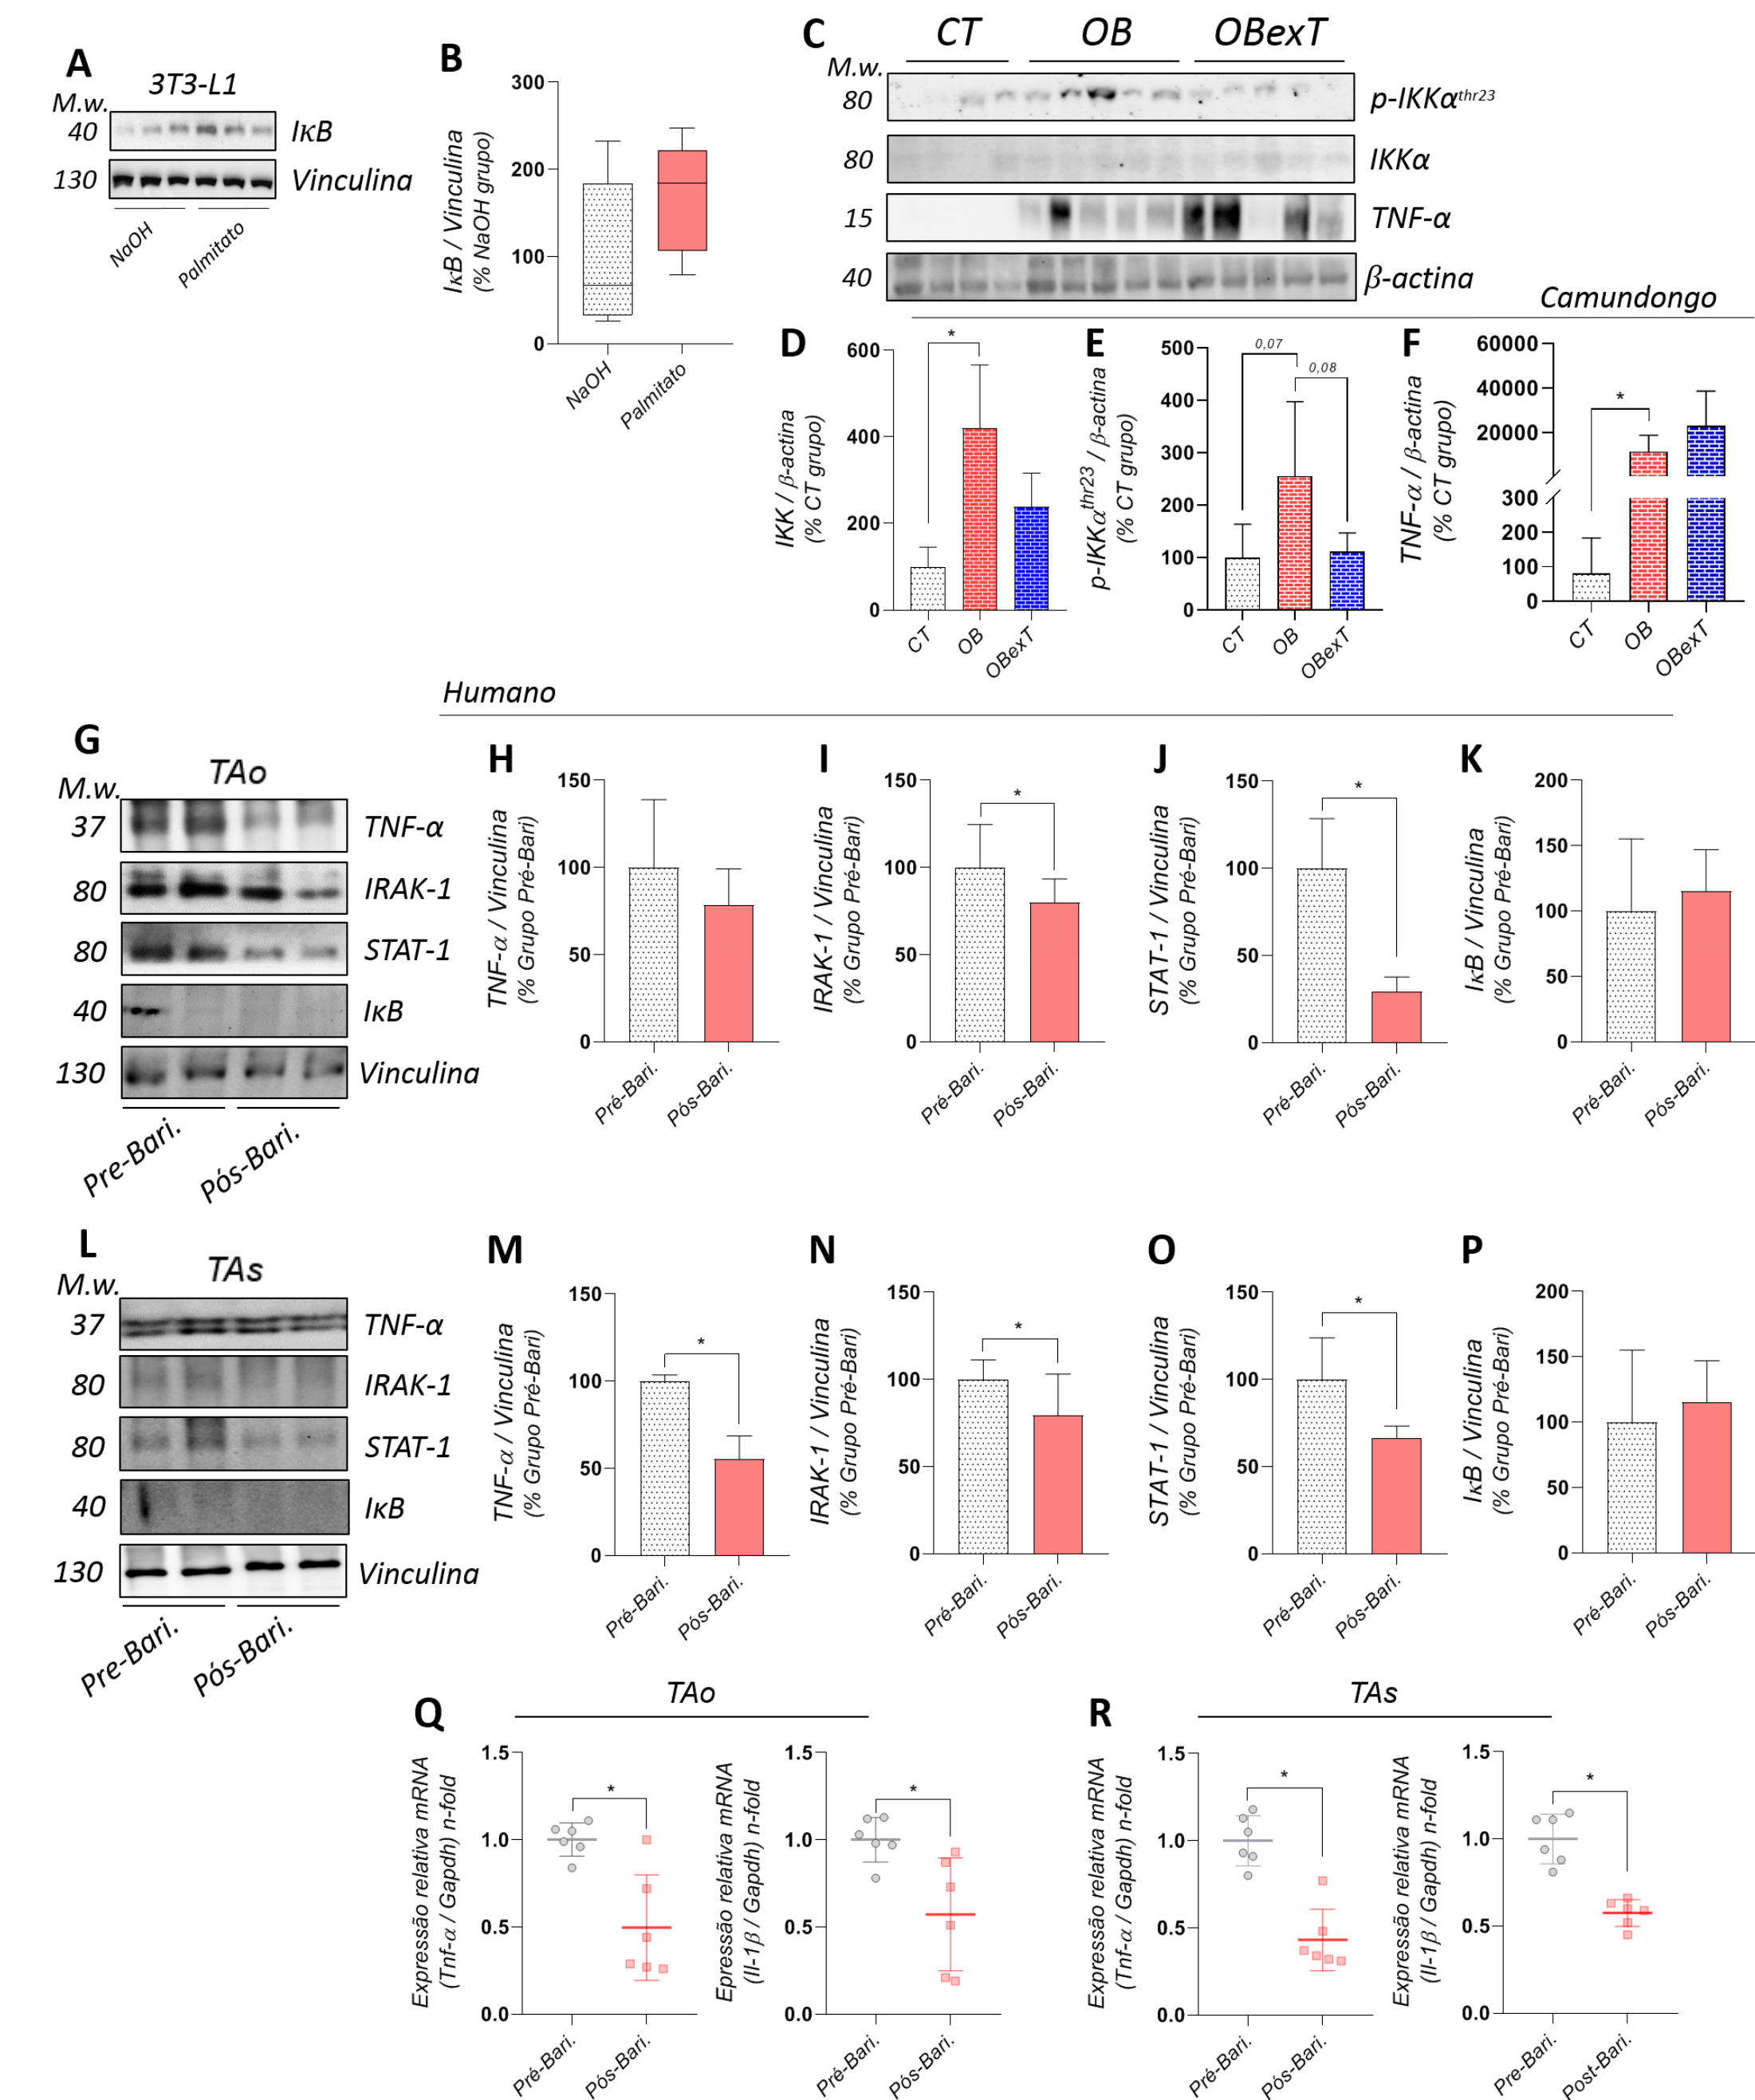 A
3T3-L1
M.w.
40
IκB
130
Vinculina
NaOH
Palmitato
B
IκB / Vinculina
(% NaOH grupo)
300
200
100
0
NaOH
Palmitato
C
CT
OB
OBexT
M.w.
80
p-IKKαthr23
80
IKKα
15
TNF-α
40
β-actina
Camundongo
D
IKK / β-actina
(% CT grupo)
600
400
200
0
*
CT
OB
OBexT
E
p-IKKαthr23 / β-actina
(% CT grupo)
500
400
300
200
100
0
0,07
0,08
CT
OB
OBexT
F
TNF-α / β-actina
(% CT grupo)
60000
40000
20000
300
200
100
0
*
CT
OB
OBexT
Humano
G
TAo
M.w.
37
TNF-α
80
IRAK-1
80
STAT-1
40
IκB
130
Vinculina
Pre-Bari.
Pós-Bari.
H
TNF-α / Vinculina
(% Grupo Pré-Bari)
150
100
50
0
Pré-Bari.
Pós-Bari.
I
IRAK-1 / Vinculina
(% Grupo Pré-Bari)
150
100
50
0
*
Pré-Bari.
Pós-Bari.
J
STAT-1 / Vinculina
(% Grupo Pré-Bari)
150
100
50
0
*
Pré-Bari.
Pós-Bari.
K
IκB / Vinculina
(% Grupo Pré-Bari)
200
150
100
50
0
Pré-Bari.
Pós-Bari.
L
TAs
M.w.
37
TNF-α
80
IRAK-1
80
STAT-1
40
IκB
130
Vinculina
Pre-Bari.
Pós-Bari.
M
TNF-α / Vinculina
(% Grupo Pré-Bari)
150
100
50
0
*
Pré-Bari.
Pós-Bari.
N
IRAK-1 / Vinculina
(% Grupo Pré-Bari)
150
100
50
0
*
Pré-Bari.
Pós-Bari.
O
STAT-1 / Vinculina
(% Grupo Pré-Bari)
150
100
50
0
*
Pré-Bari.
Pós-Bari.
P
IκB / Vinculina
(% Grupo Pré-Bari)
200
150
100
50
0
Pré-Bari.
Pós-Bari.
Q
TAo
Expressão relativa mRNA
(Tnf-α / Gapdh) n-fold
1.5
1.0
0.5
0.0
*
Pré-Bari.
Pós-Bari.
Epressão relativa mRNA
(Il-1β / Gapdh) n-fold
1.5
1.0
0.5
0.0
*
Pré-Bari.
Pós-Bari.
R
TAs
Expressão relativa mRNA
(Tnf-α / Gapdh) n-fold
1.5
1.0
0.5
0.0
*
Pré-Bari.
Pós-Bari.
Expressão relativa mRNA
(Il-1β / Gapdh) n-fold
1.5
1.0
0.5
0.0
*
Pre-Bari.
Post-Bari.